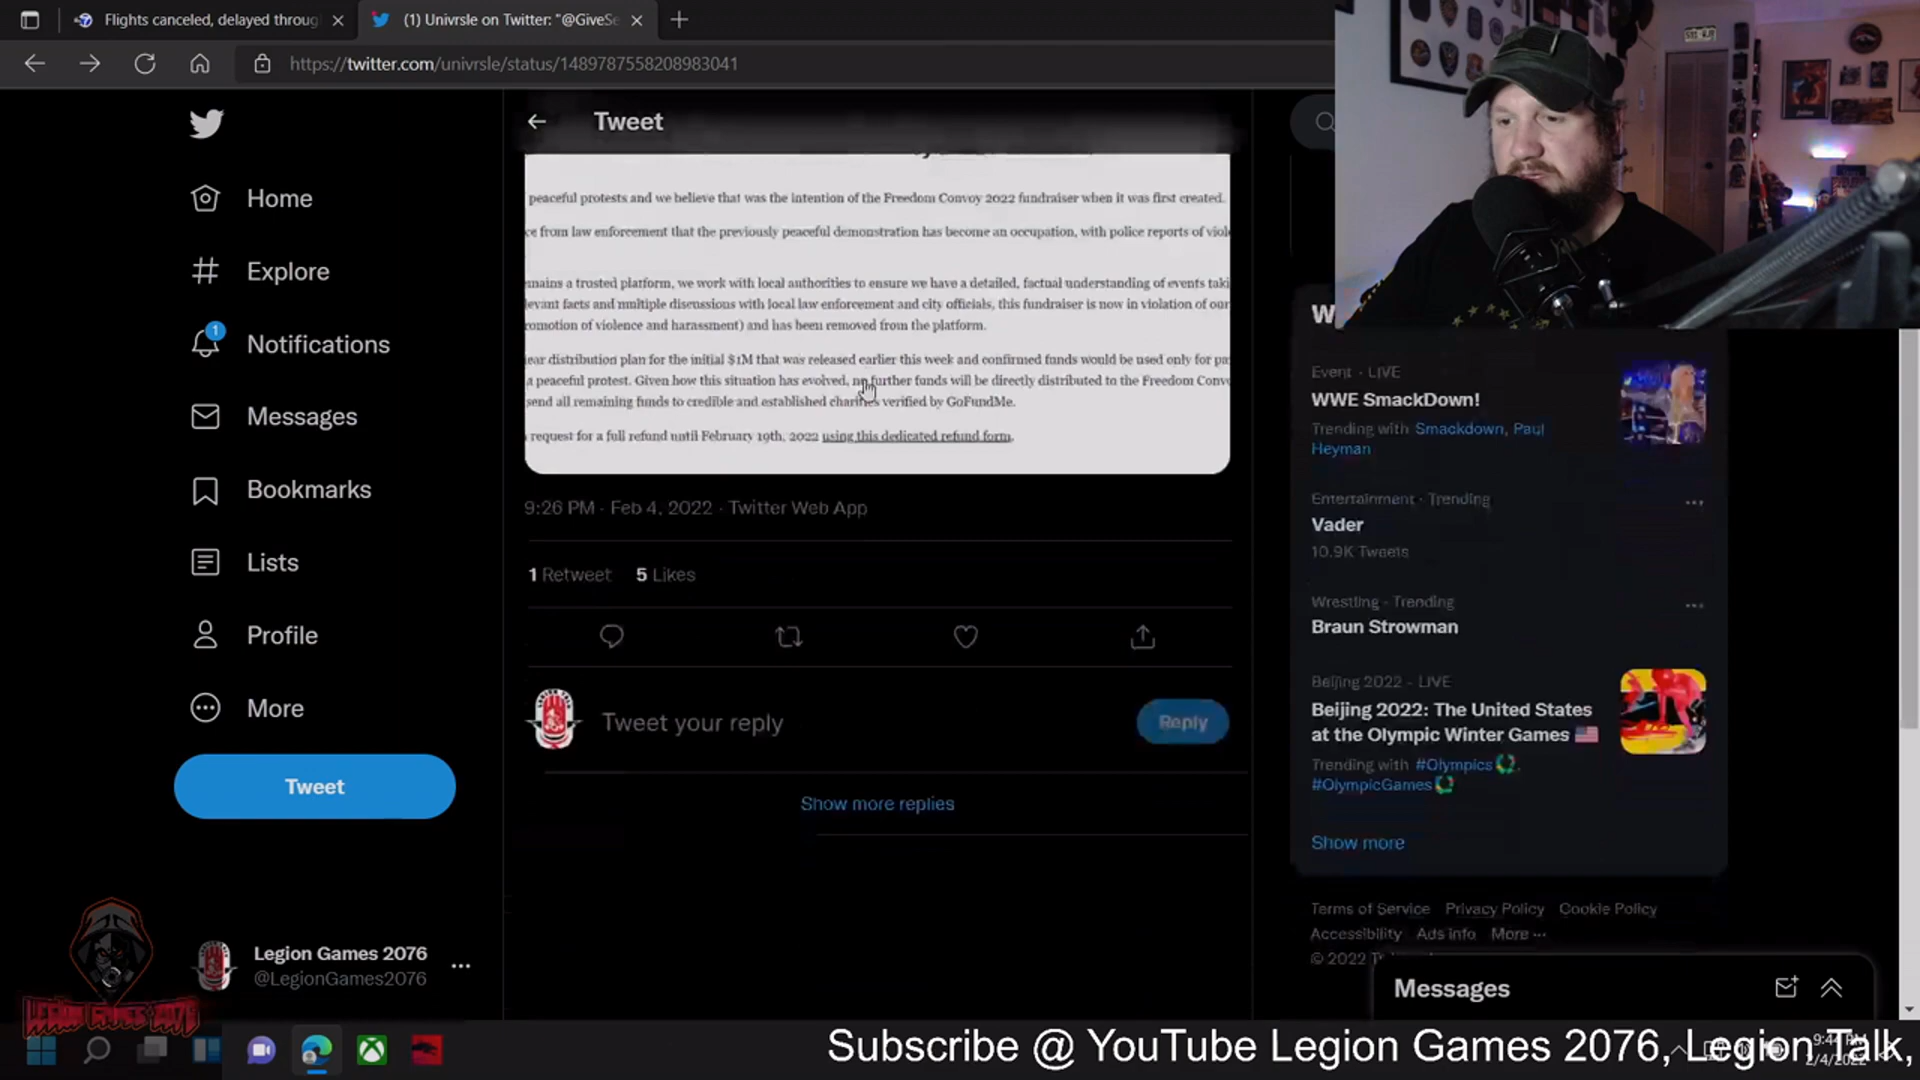 Flights canceled, delayed throug
(1) Univrsle on Twitter: "@GiveSe
https://twitter.com/univrsle/status/1489787558208983041
Tweet
Home
Explore
1
Notifications
Messages
Bookmarks
Lists
Profile
More
Tweet
Legion Games 2076
@LegionGames2076
peaceful protests and we believe that was the intention of the Freedom Convoy 2022 fundraiser when it was first created.
ce from law enforcement that the previously peaceful demonstration has become an occupation, with police reports of viol
mains a trusted platform, we work with local authorities to ensure we have a detailed, factual understanding of events taki
evant facts and multiple discussions with local law enforcement and city officials, this fundraiser is now in violation of our
romotion of violence and harassment) and has been removed from the platform.
ear distribution plan for the initial $1M that was released earlier this week and confirmed funds would be used only for pa
a peaceful protest. Given how this situation has evolved, no further funds will be directly distributed to the Freedom Conv
send all remaining funds to credible and established charities verified by GoFundMe.
request for a full refund until February 19th, 2022 using this dedicated refund form.
9:26 PM · Feb 4, 2022 · Twitter Web App
1 Retweet 5 Likes
Tweet your reply
Reply
Show more replies
W
Event · LIVE
WWE SmackDown!
Trending with Smackdown, Paul
Heyman
Entertainment · Trending
Vader
10.9K Tweets
Wrestling · Trending
Braun Strowman
Beijing 2022 · LIVE
Beijing 2022: The United States
at the Olympic Winter Games
Trending with #Olympics,
#OlympicGames
Show more
Terms of Service Privacy Policy Cookie Policy
Accessibility Ads info More
© 2022
Messages
LEGION GAMES 2076
Subscribe @ YouTube Legion Games 2076, Legion Talk,